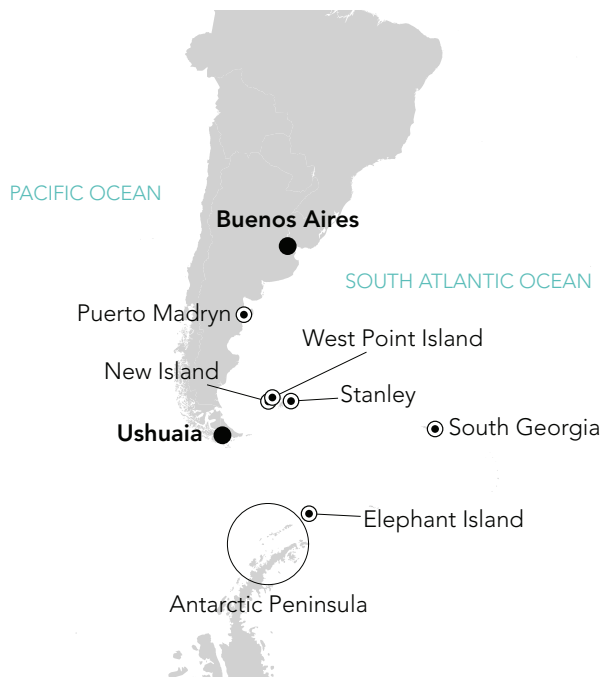 PACIFIC OCEAN
Buenos Aires
SOUTH ATLANTIC OCEAN
Puerto Madryn
West Point Island
New Island
Stanley
Ushuaia
South Georgia
Elephant Island
Antarctic Peninsula